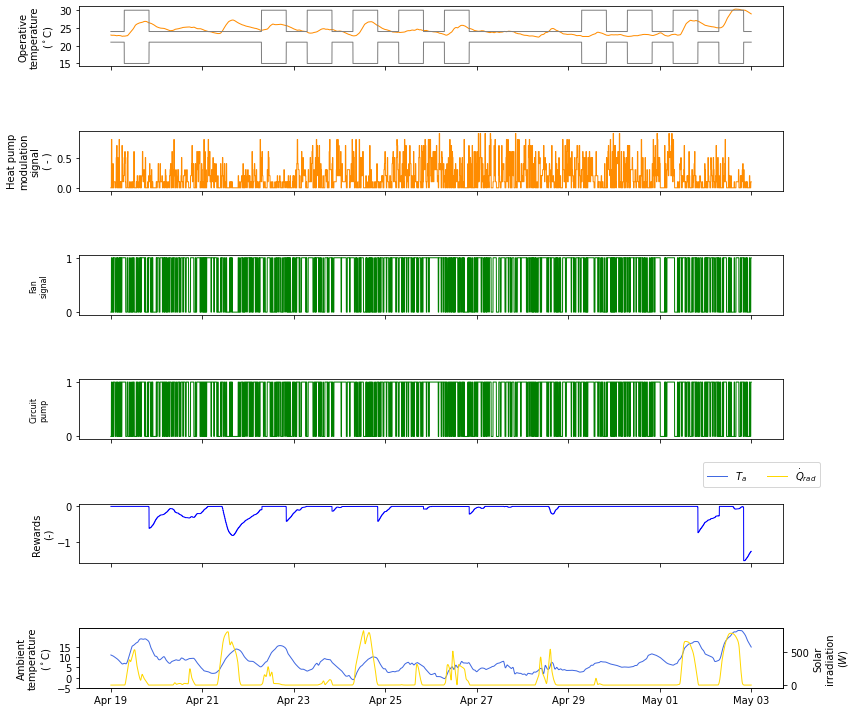 Operative
temperature
(°C)
30
25
20
15
Heat pump
modulation
signal
( - )
0.5
0.0
Fan
signal
1
0
Circuit
pump
1
0
T_a
Q̇_rad
Rewards
(-)
0
−1
Ambient
temperature
(°C)
15
10
5
0
−5
500
0
Solar
irradiation
(W)
Apr 19
Apr 21
Apr 23
Apr 25
Apr 27
Apr 29
May 01
May 03